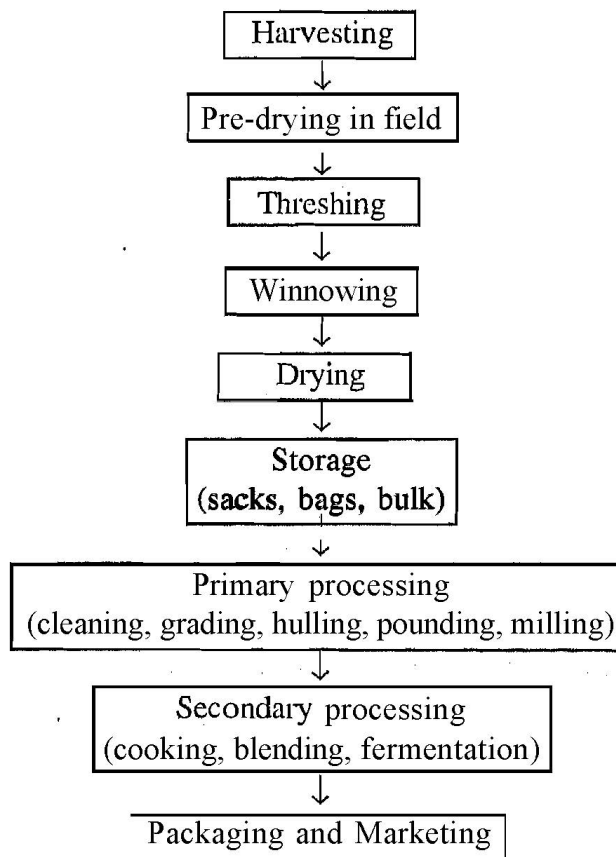 Harvesting
Pre-drying in field
Threshing
Winnowing
Drying
Storage
(sacks, bags, bulk)
Primary processing
(cleaning, grading, hulling, pounding, milling)
Secondary processing
(cooking, blending, fermentation)
Packaging and Marketing